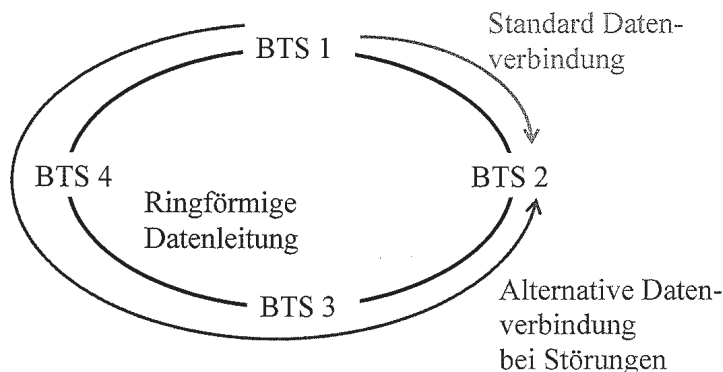 Standard Daten-
verbindung
BTS 1
BTS 4
BTS 2
Ringförmige
Datenleitung
BTS 3
Alternative Daten-
verbindung
bei Störungen